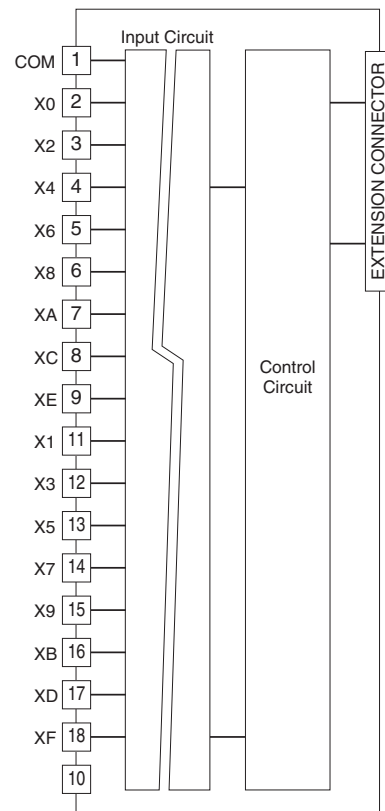 Input Circuit
COM 1
X0 2
X2 3
X4 4
X6 5
X8 6
XA 7
XC 8
XE 9
X1 11
X3 12
X5 13
X7 14
X9 15
XB 16
XD 17
XF 18
10
Control
Circuit
EXTENSION CONNECTOR